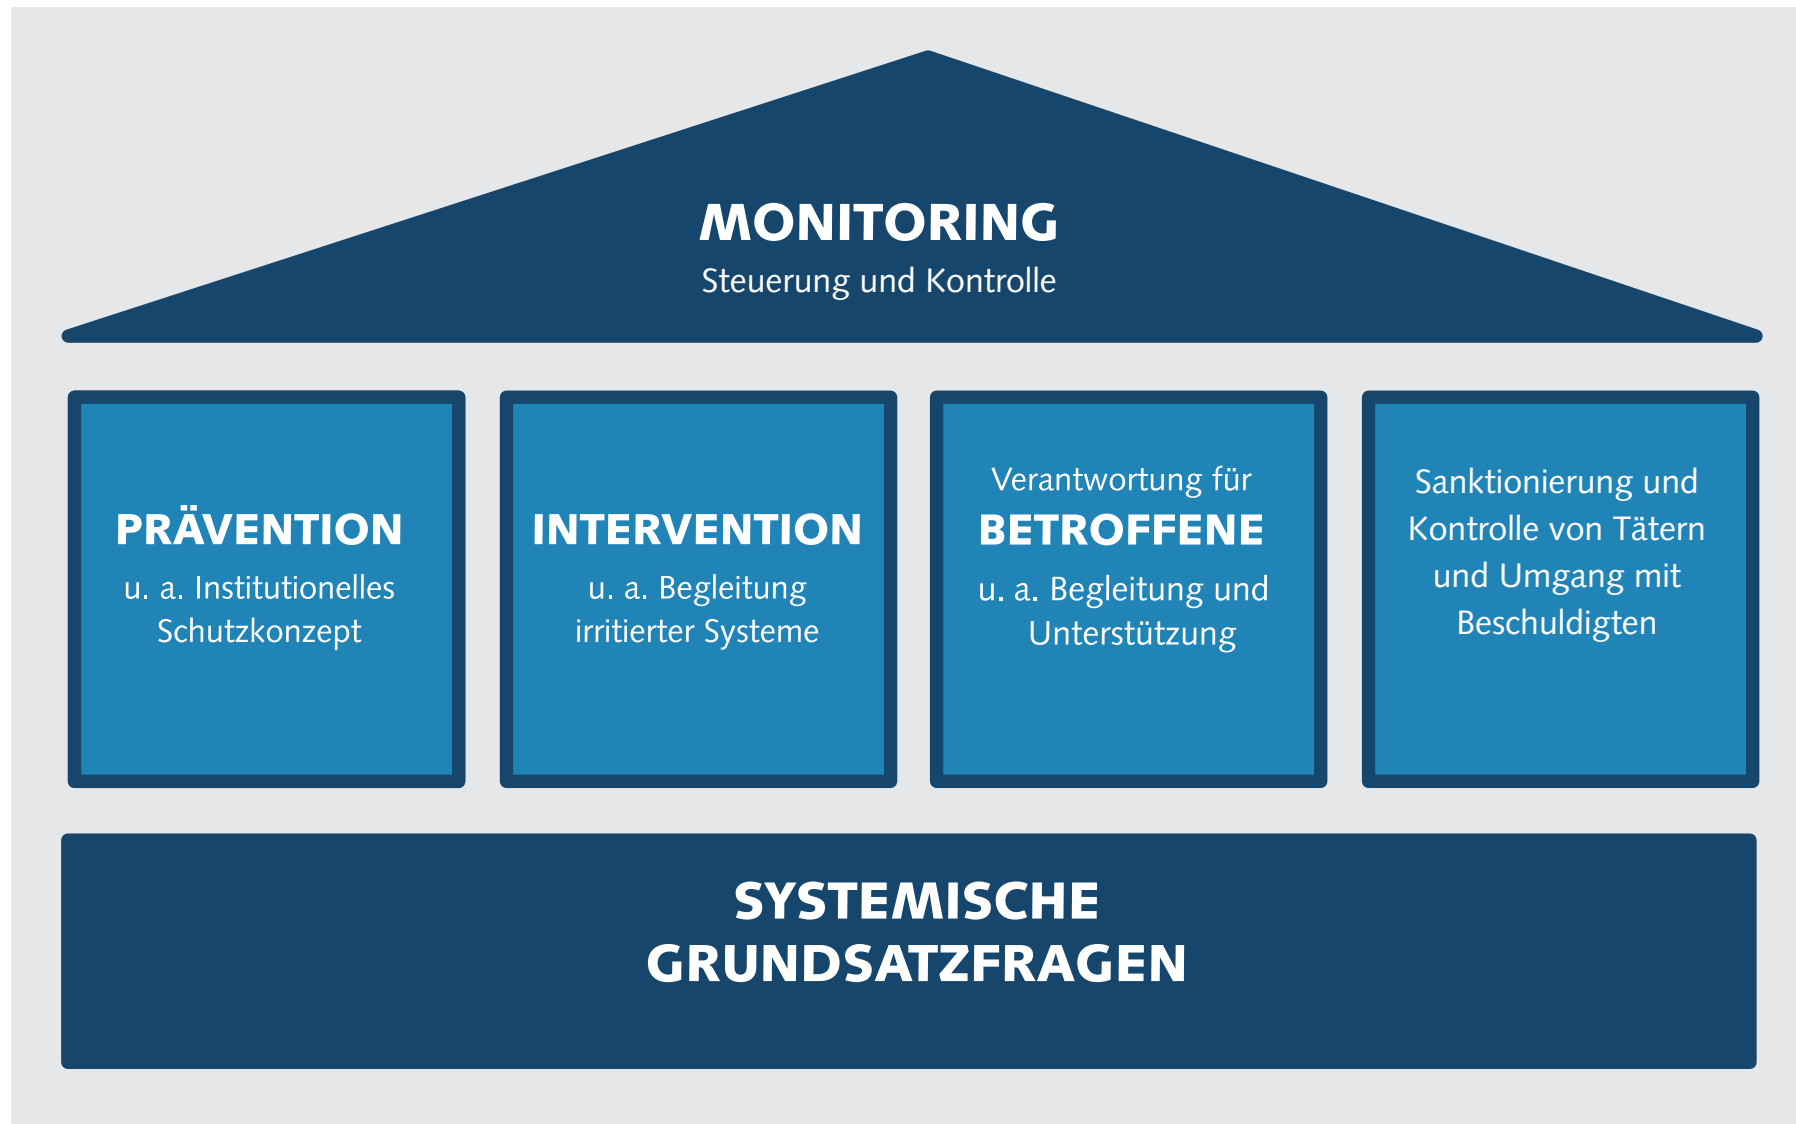 MONITORING
Steuerung und Kontrolle
PRÄVENTION
u. a. Institutionelles
Schutzkonzept
INTERVENTION
u. a. Begleitung
irritierter Systeme
Verantwortung für
BETROFFENE
u. a. Begleitung und
Unterstützung
Sanktionierung und
Kontrolle von Tätern
und Umgang mit
Beschuldigten
SYSTEMISCHE
GRUNDSATZFRAGEN